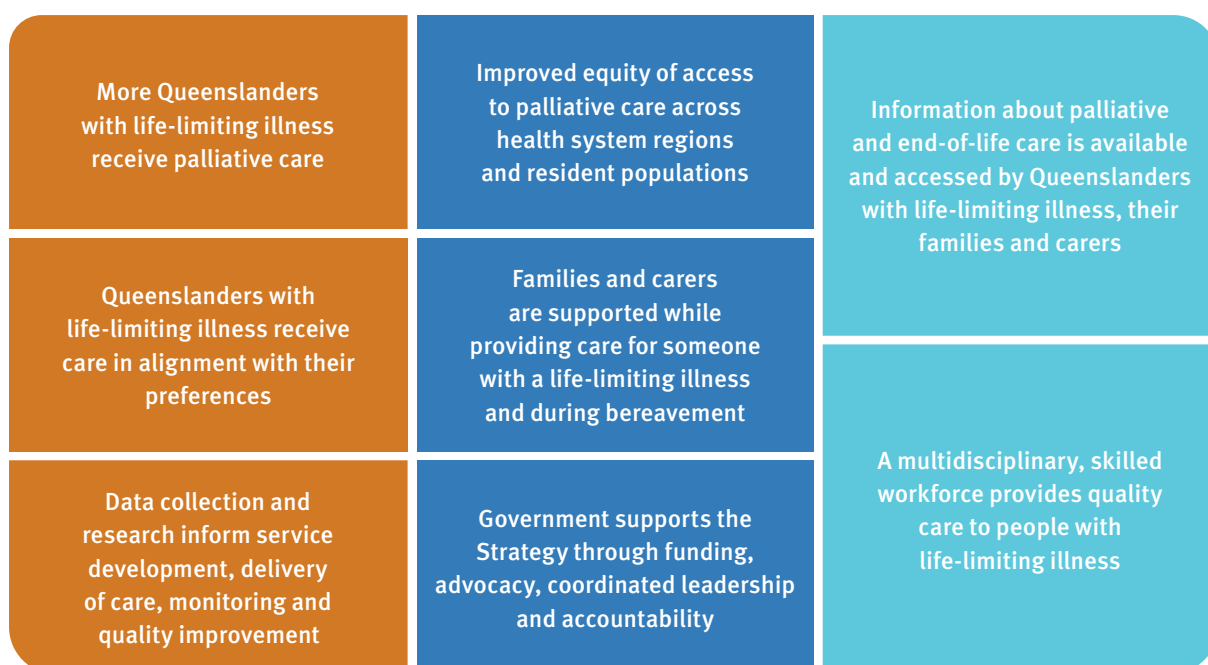 More Queenslanders
with life-limiting illness
receive palliative care
Improved equity of access
to palliative care across
health system regions
and resident populations
Information about palliative
and end-of-life care is available
and accessed by Queenslanders
with life-limiting illness, their
families and carers
Queenslanders with
life-limiting illness receive
care in alignment with their
preferences
Families and carers
are supported while
providing care for someone
with a life-limiting illness
and during bereavement
A multidisciplinary, skilled
workforce provides quality
care to people with
life-limiting illness
Data collection and
research inform service
development, delivery
of care, monitoring and
quality improvement
Government supports the
Strategy through funding,
advocacy, coordinated leadership
and accountability